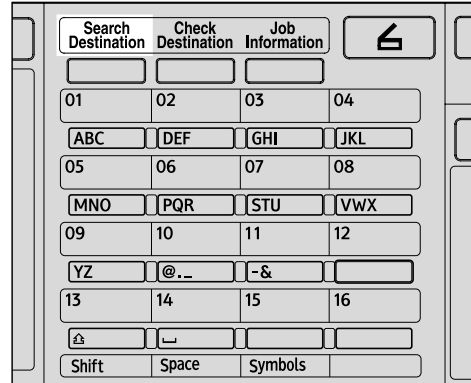 Search Destination
Check Destination
Job Information
01 02 03 04
ABC DEF GHI JKL
05 06 07 08
MNO PQR STU VWX
09 10 11 12
YZ @._ -&
13 14 15 16
Shift Space Symbols